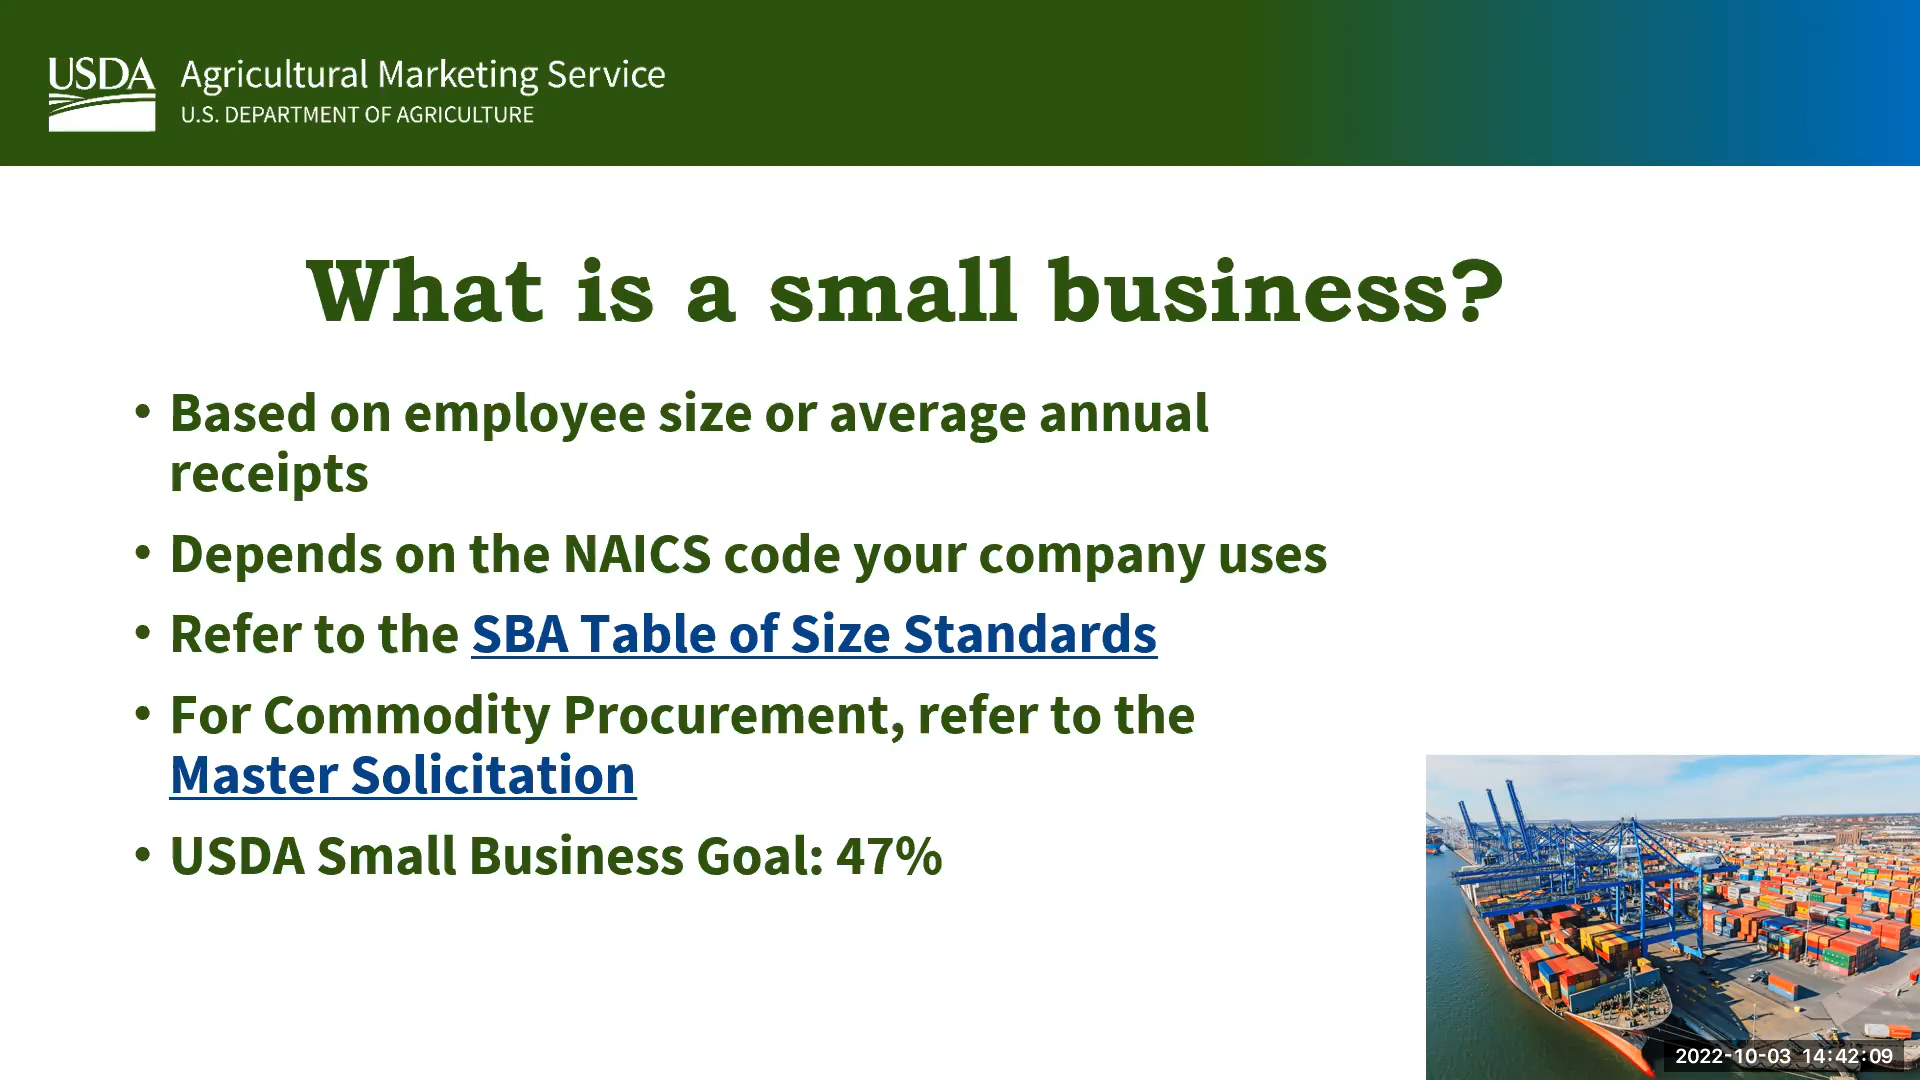 USDA
Agricultural Marketing Service
U.S. DEPARTMENT OF AGRICULTURE
What is a small business?
• Based on employee size or average annual
receipts
• Depends on the NAICS code your company uses
• Refer to the SBA Table of Size Standards
• For Commodity Procurement, refer to the
Master Solicitation
• USDA Small Business Goal: 47%
2022-10-03 14:42:09